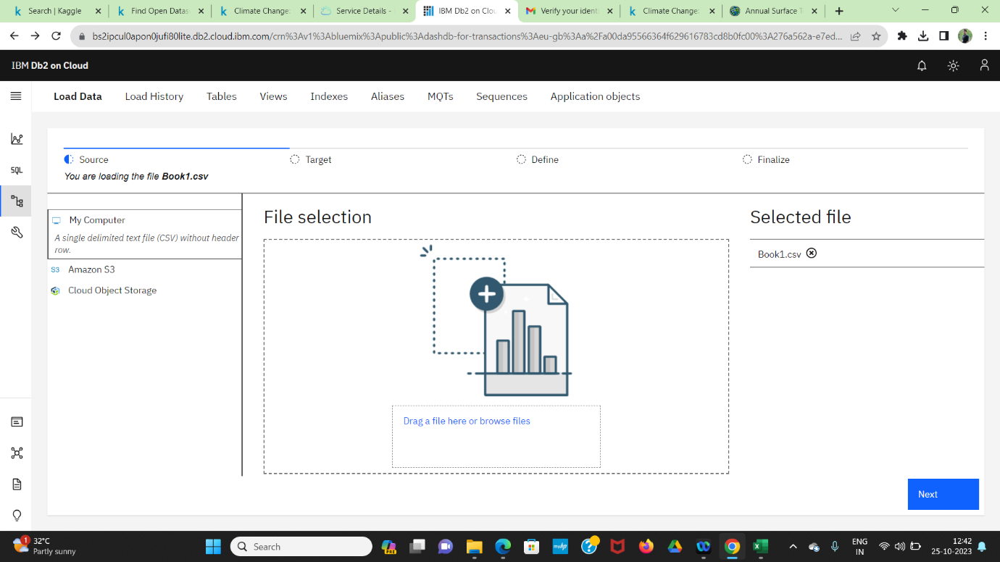 Search | Kaggle
Find Open Datas
Climate Change:
Service Details -
IBM Db2 on Clou
Verify your ident
Climate Change:
Annual Surface T
bs2ipcul0apon0jufi80lite.db2.cloud.ibm.com/crn%3Av1%3Abluemix%3Apublic%3Adashdb-for-transactions%3Aeu-gb%3Aa%2Fa00da95566364f629616783cd8b0fc00%3A276a562a-e7ed...
IBM Db2 on Cloud
Load Data
Load History
Tables
Views
Indexes
Aliases
MQTs
Sequences
Application objects
SQL
Source
Target
Define
Finalize
You are loading the file Book1.csv
My Computer
A single delimited text file (CSV) without header
row.
S3 Amazon S3
Cloud Object Storage
File selection
Drag a file here or browse files
Selected file
Book1.csv
Next
1
32°C
Partly sunny
Search
PRE
myhp
ENG
IN
12:42
25-10-2023